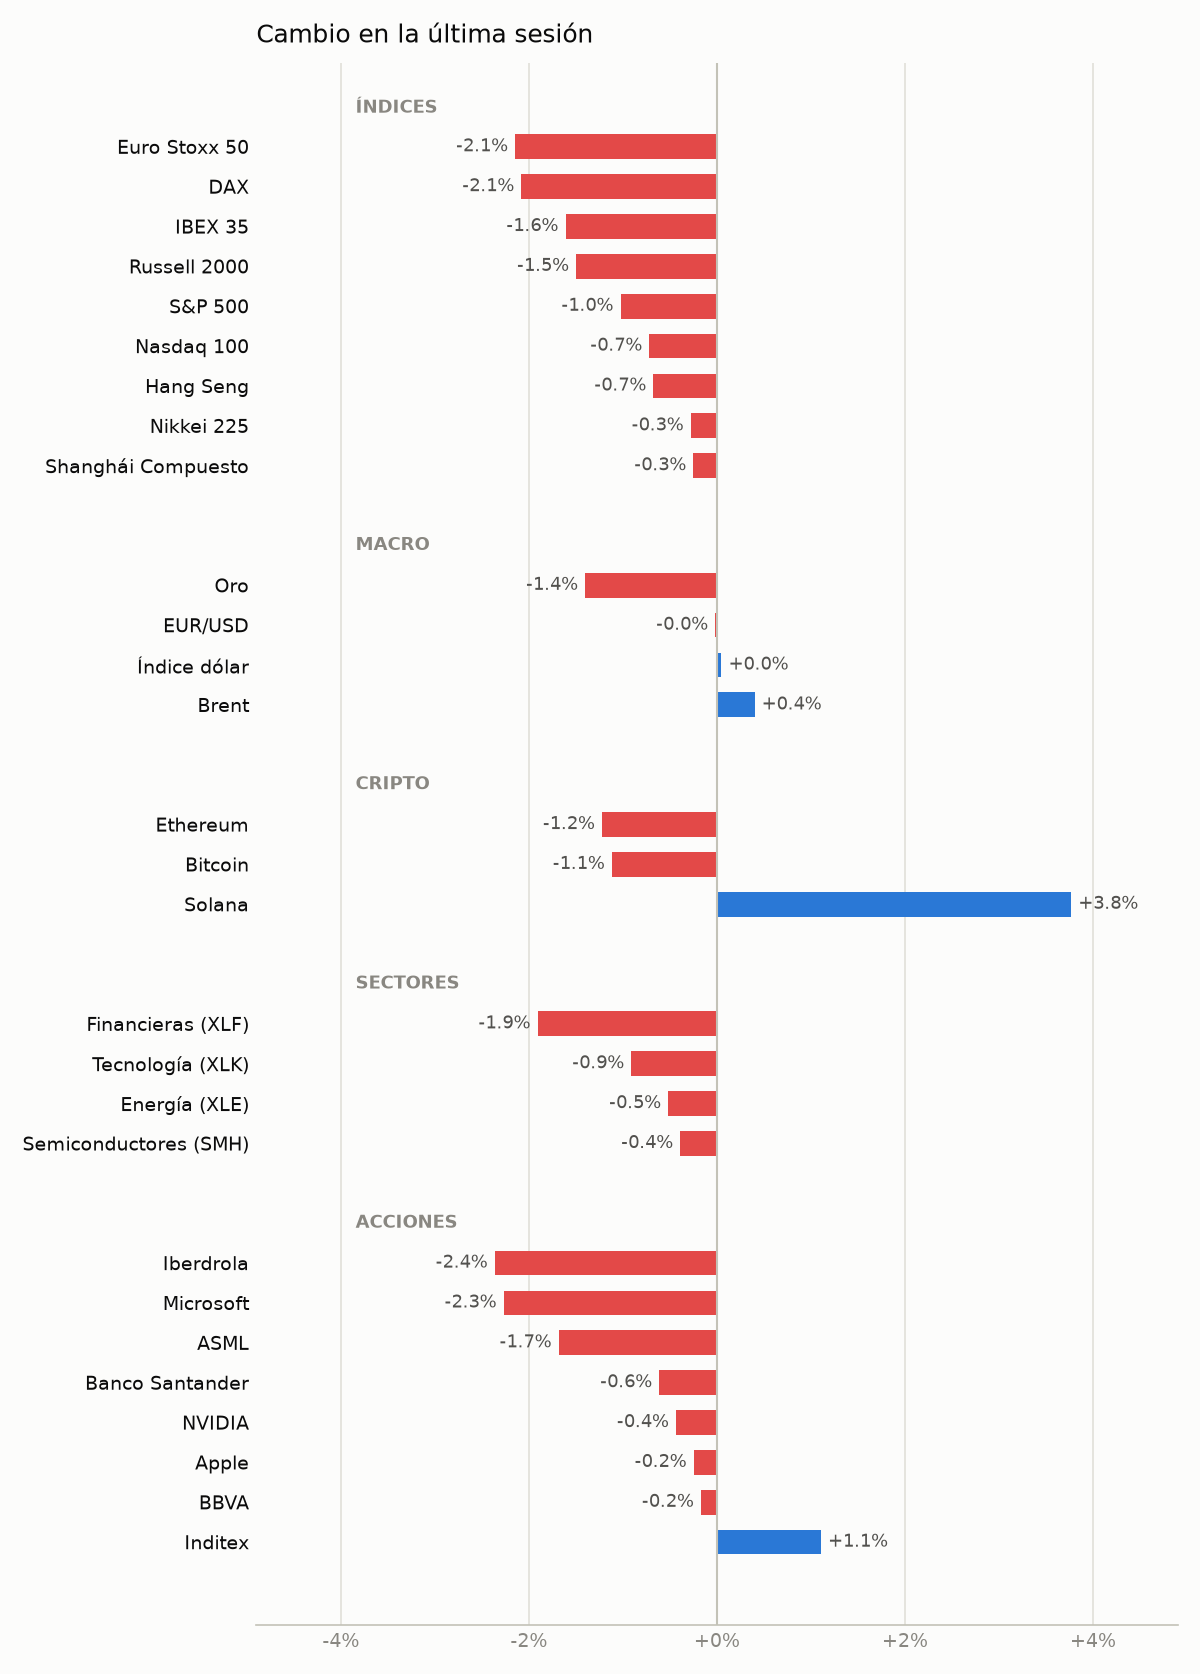 Cambio en la última sesión
ÍNDICES
Euro Stoxx 50 -2.1%
DAX -2.1%
IBEX 35 -1.6%
Russell 2000 -1.5%
S&P 500 -1.0%
Nasdaq 100 -0.7%
Hang Seng -0.7%
Nikkei 225 -0.3%
Shanghái Compuesto -0.3%
MACRO
Oro -1.4%
EUR/USD -0.0%
Índice dólar +0.0%
Brent +0.4%
CRIPTO
Ethereum -1.2%
Bitcoin -1.1%
Solana +3.8%
SECTORES
Financieras (XLF) -1.9%
Tecnología (XLK) -0.9%
Energía (XLE) -0.5%
Semiconductores (SMH) -0.4%
ACCIONES
Iberdrola -2.4%
Microsoft -2.3%
ASML -1.7%
Banco Santander -0.6%
NVIDIA -0.4%
Apple -0.2%
BBVA -0.2%
Inditex +1.1%
-4% -2% +0% +2% +4%